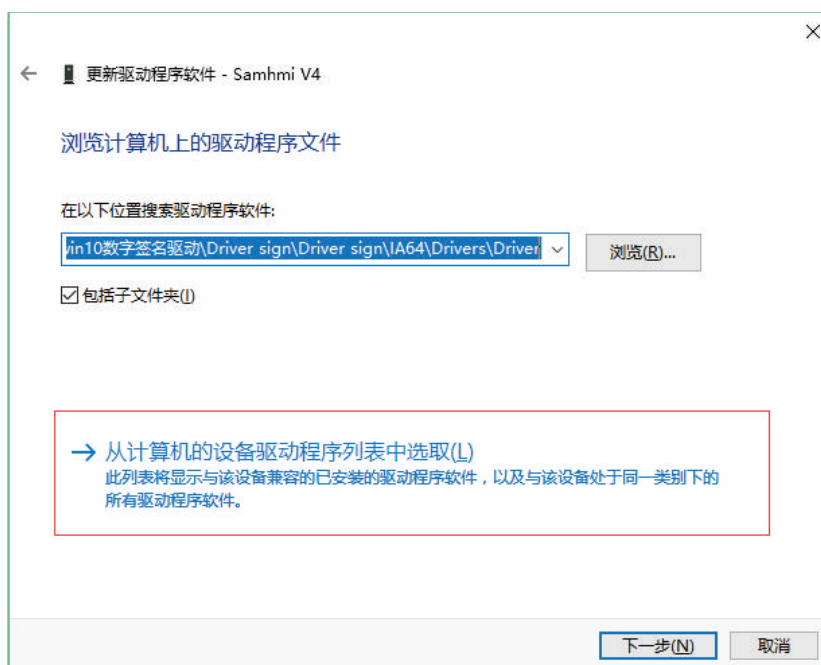 更新驱动程序软件 - Samhmi V4
浏览计算机上的驱动程序文件
在以下位置搜索驱动程序软件:
in10数字签名驱动\Driver sign\Driver sign\IA64\Drivers\Driver
浏览(R)...
包括子文件夹(I)
从计算机的设备驱动程序列表中选取(L)
此列表将显示与该设备兼容的已安装的驱动程序软件，以及与该设备处于同一类别下的
所有驱动程序软件。
下一步(N)
取消